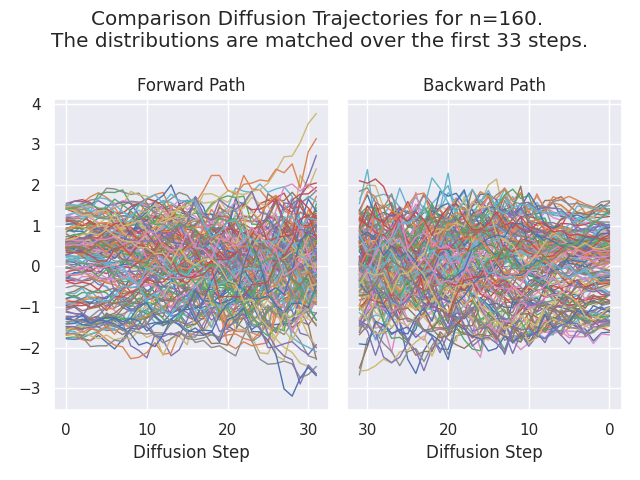 Comparison Diffusion Trajectories for n=160.
The distributions are matched over the first 33 steps.
Forward Path
Backward Path
4
3
2
1
0
−1
−2
−3
0 10 20 30
30 20 10 0
Diffusion Step
Diffusion Step